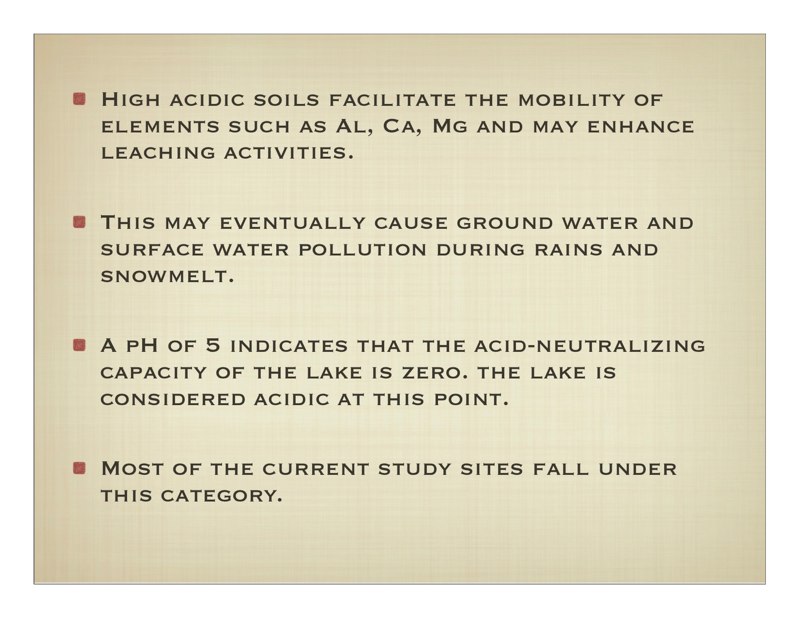 High acidic soils facilitate the mobility of
elements such as Al, Ca, Mg and may enhance
leaching activities.
This may eventually cause ground water and
surface water pollution during rains and
snowmelt.
A pH of 5 indicates that the acid-neutralizing
capacity of the lake is zero. the lake is
considered acidic at this point.
Most of the current study sites fall under
this category.